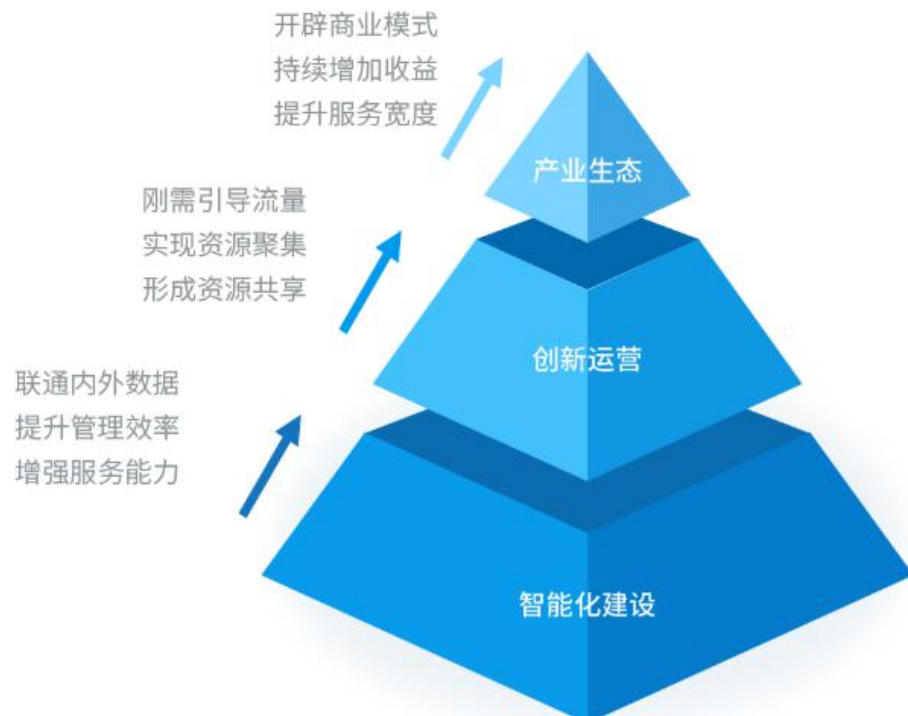 开辟商业模式
持续增加收益
提升服务宽度
产业生态
刚需引导流量
实现资源聚集
形成资源共享
创新运营
联通内外数据
提升管理效率
增强服务能力
智能化建设